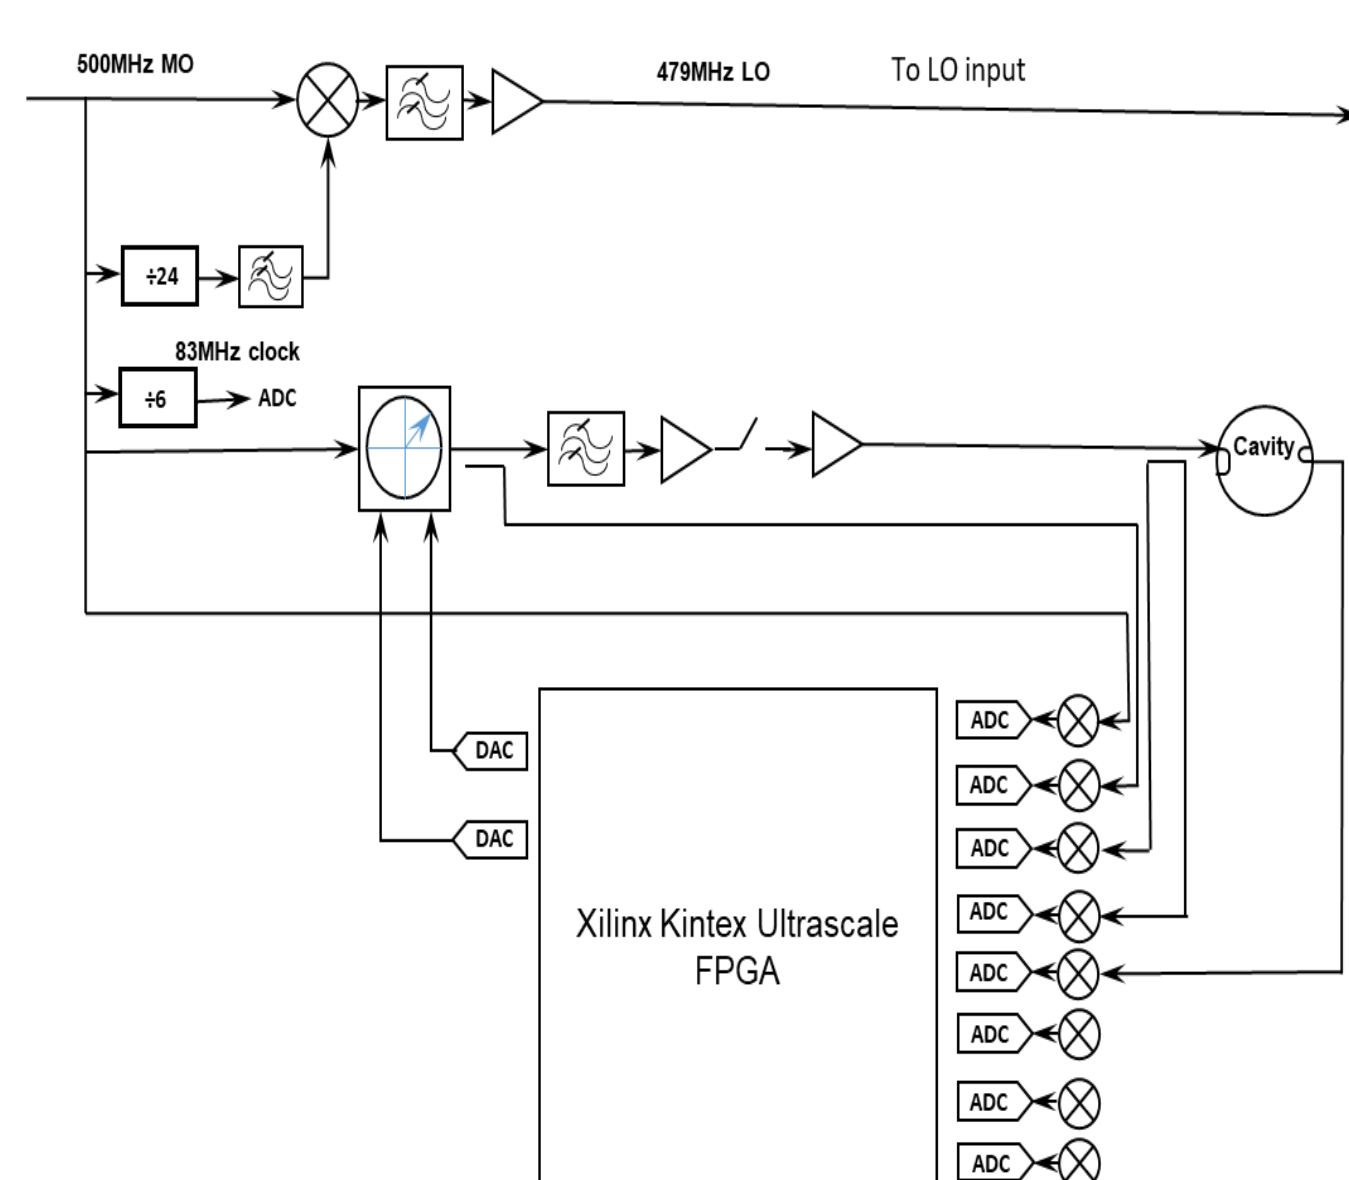 500MHz MO
479MHz LO
To LO input
÷24
83MHz clock
÷6
ADC
Cavity
DAC
DAC
Xilinx Kintex Ultrascale
FPGA
ADC
ADC
ADC
ADC
ADC
ADC
ADC
ADC